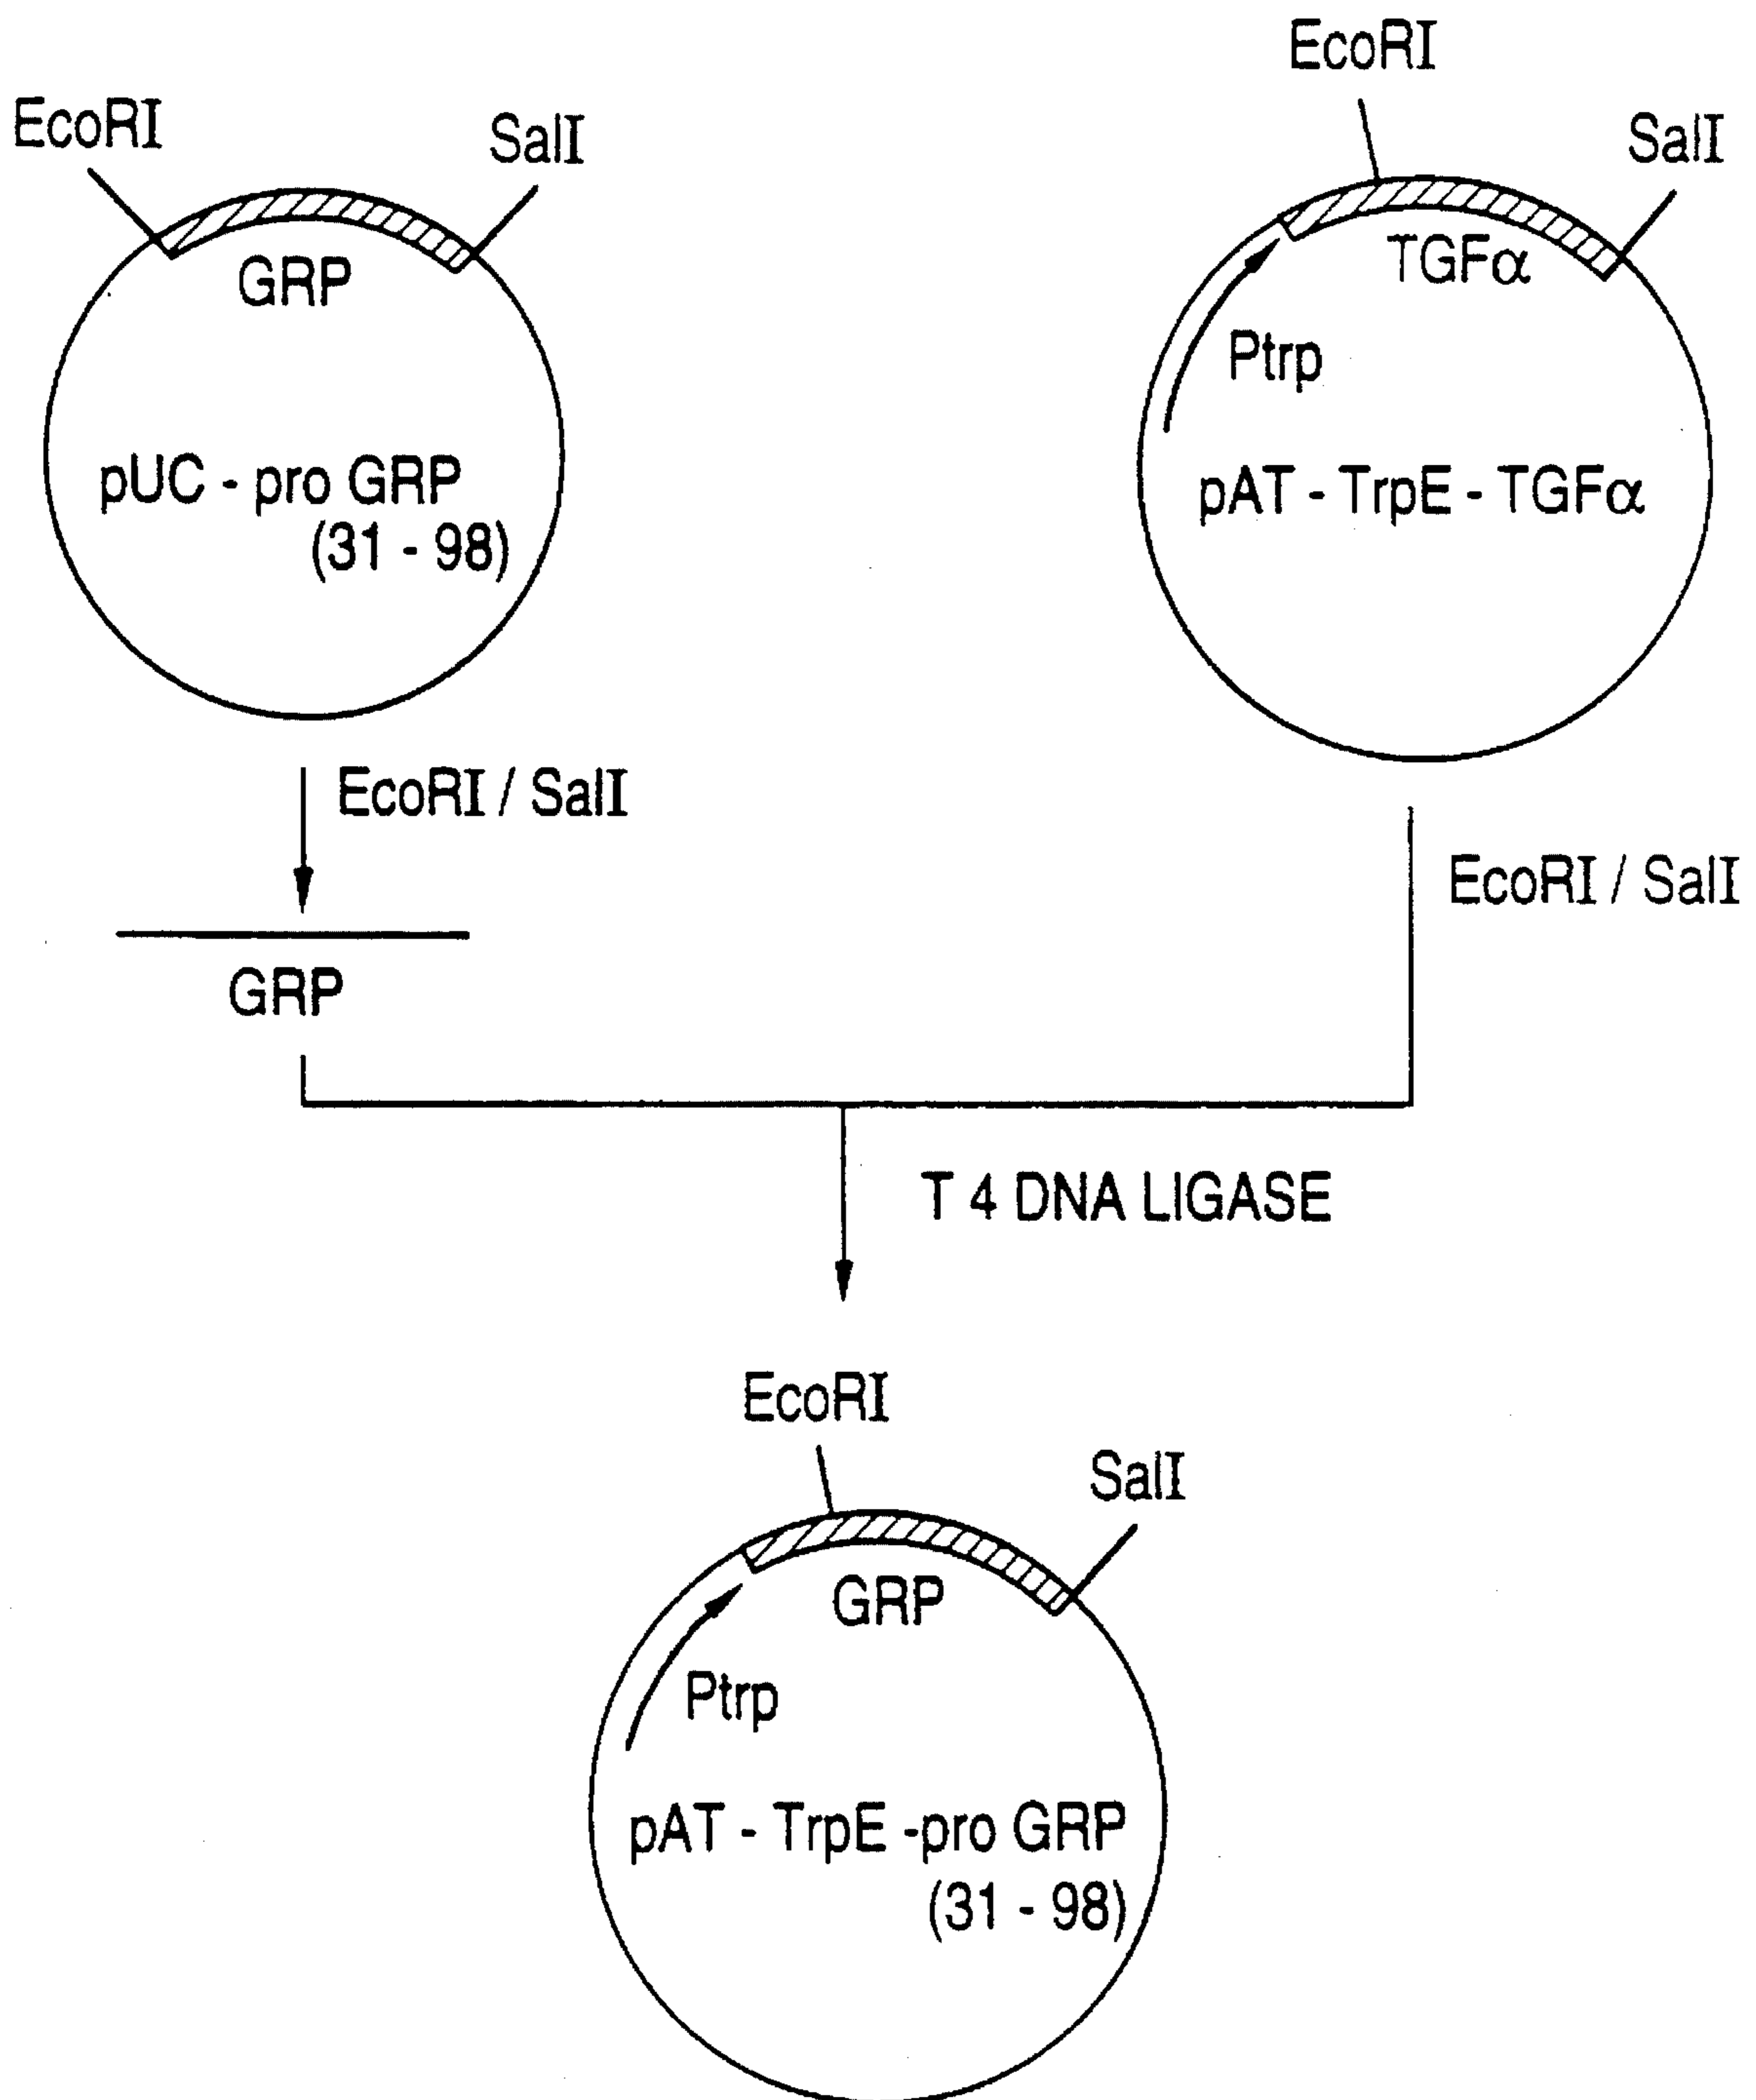 EcoRI
EcoRI
SalI
SalI
GRP
TGFα
Ptrp
pUC - pro GRP
(31 - 98)
pAT - TrpE - TGFα
EcoRI / SalI
EcoRI / SalI
GRP
T 4 DNA LIGASE
EcoRI
SalI
GRP
Ptrp
pAT - TrpE -pro GRP
(31 - 98)